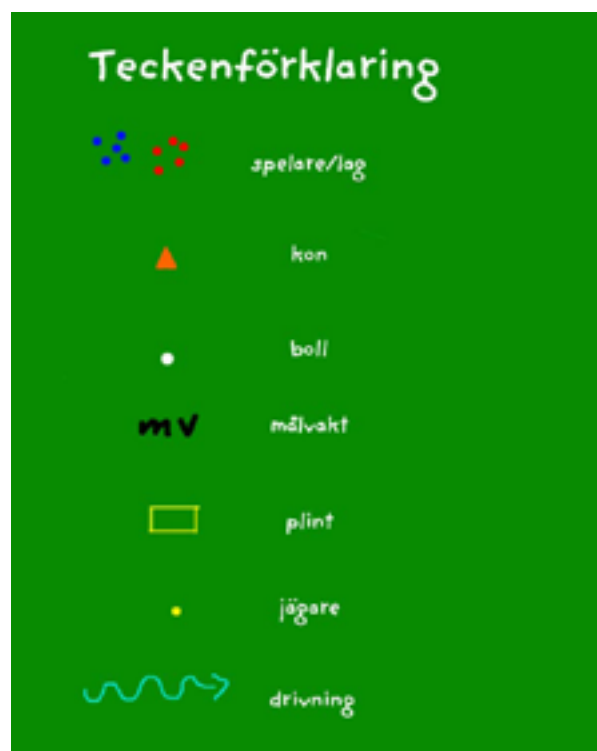 Teckenförklaring
spelare/lag
kon
boll
mv målvakt
plint
jägare
drivning